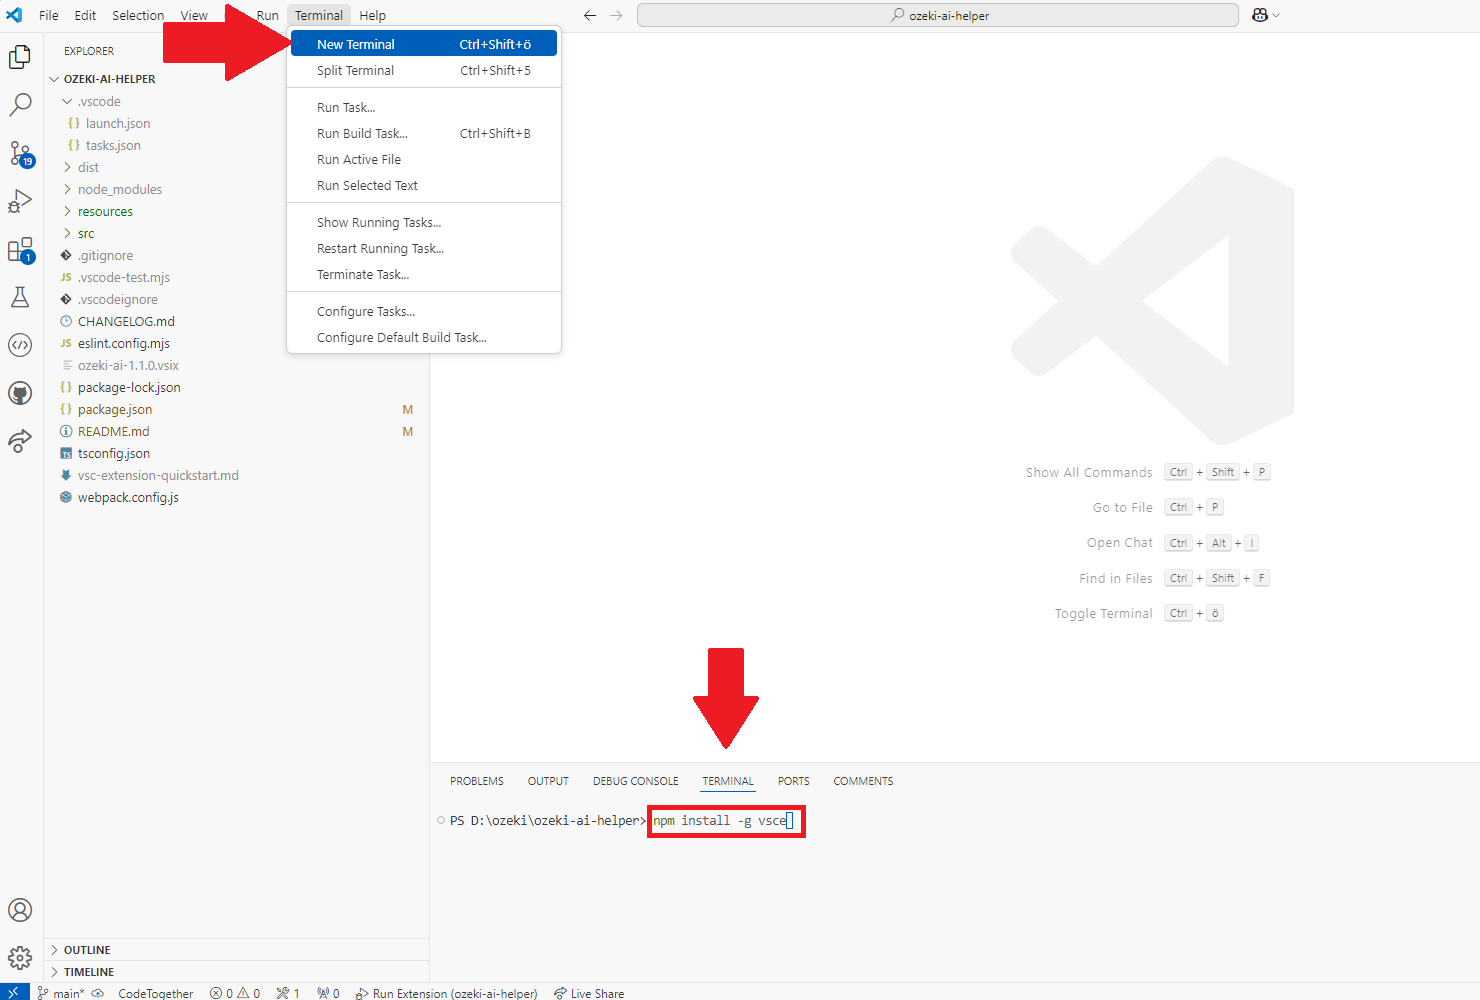 File Edit Selection View Run Terminal Help
ozeki-ai-helper
EXPLORER
OZEKI-AI-HELPER
.vscode
{} launch.json
{} tasks.json
dist
node_modules
resources
src
.gitignore
JS .vscode-test.mjs
.vscodeignore
CHANGELOG.md
JS eslint.config.mjs
ozeki-ai-1.1.0.vsix
{} package-lock.json
{} package.json M
README.md M
TS tsconfig.json
vsc-extension-quickstart.md
webpack.config.js
19
1
New Terminal Ctrl+Shift+ö
Split Terminal Ctrl+Shift+5
Run Task...
Run Build Task... Ctrl+Shift+B
Run Active File
Run Selected Text
Show Running Tasks...
Restart Running Task...
Terminate Task...
Configure Tasks...
Configure Default Build Task...
Show All Commands Ctrl + Shift + P
Go to File Ctrl + P
Open Chat Ctrl + Alt + I
Find in Files Ctrl + Shift + F
Toggle Terminal Ctrl + ö
PROBLEMS OUTPUT DEBUG CONSOLE TERMINAL PORTS COMMENTS
PS D:\ozeki\ozeki-ai-helper> npm install -g vsce
OUTLINE
TIMELINE
main* CodeTogether 0 0 1 0 Run Extension (ozeki-ai-helper) Live Share